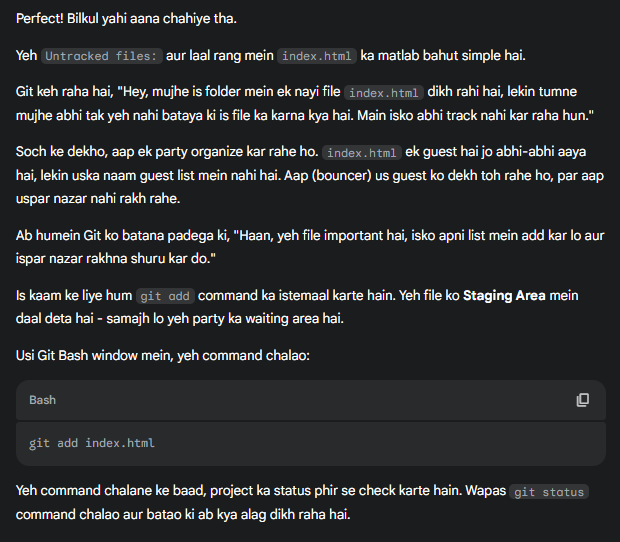 Perfect! Bilkul yahi aana chahiye tha.
Yeh Untracked files: aur laal rang mein index.html ka matlab bahut simple hai.
Git keh raha hai, "Hey, mujhe is folder mein ek nayi file index.html dikh rahi hai, lekin tumne
mujhe abhi tak yeh nahi bataya ki is file ka karna kya hai. Main isko abhi track nahi kar raha hun."
Soch ke dekho, aap ek party organize kar rahe ho. index.html ek guest hai jo abhi-abhi aaya
hai, lekin uska naam guest list mein nahi hai. Aap (bouncer) us guest ko dekh toh rahe ho, par aap
uspar nazar nahi rakh rahe.
Ab humein Git ko batana padega ki, "Haan, yeh file important hai, isko apni list mein add kar lo aur
ispar nazar rakhna shuru kar do."
Is kaam ke liye hum git add command ka istemaal karte hain. Yeh file ko Staging Area mein
daal deta hai - samajh lo yeh party ka waiting area hai.
Usi Git Bash window mein, yeh command chalao:
Bash
git add index.html
Yeh command chalane ke baad, project ka status phir se check karte hain. Wapas git status
command chalao aur batao ki ab kya alag dikh raha hai.